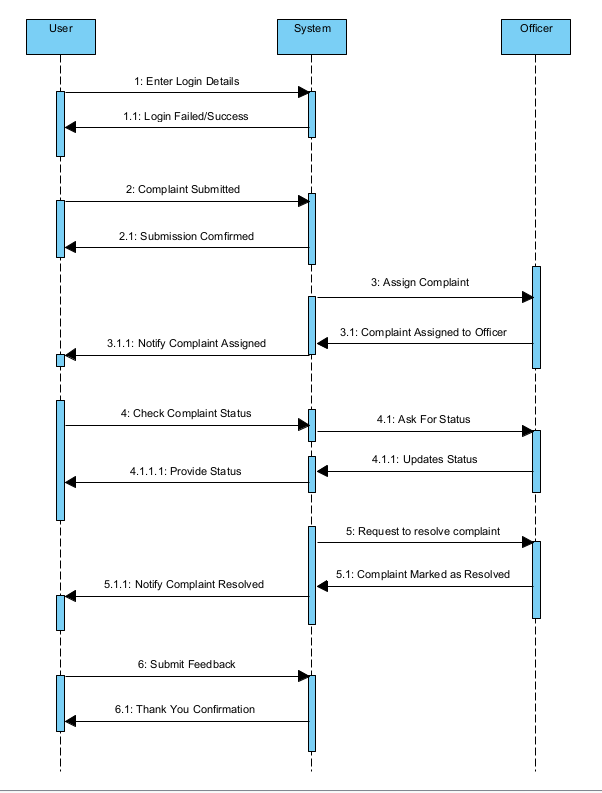 User
System
Officer
1: Enter Login Details
1.1: Login Failed/Success
2: Complaint Submitted
2.1: Submission Comfirmed
3: Assign Complaint
3.1: Complaint Assigned to Officer
3.1.1: Notify Complaint Assigned
4: Check Complaint Status
4.1: Ask For Status
4.1.1: Updates Status
4.1.1.1: Provide Status
5: Request to resolve complaint
5.1: Complaint Marked as Resolved
5.1.1: Notify Complaint Resolved
6: Submit Feedback
6.1: Thank You Confirmation